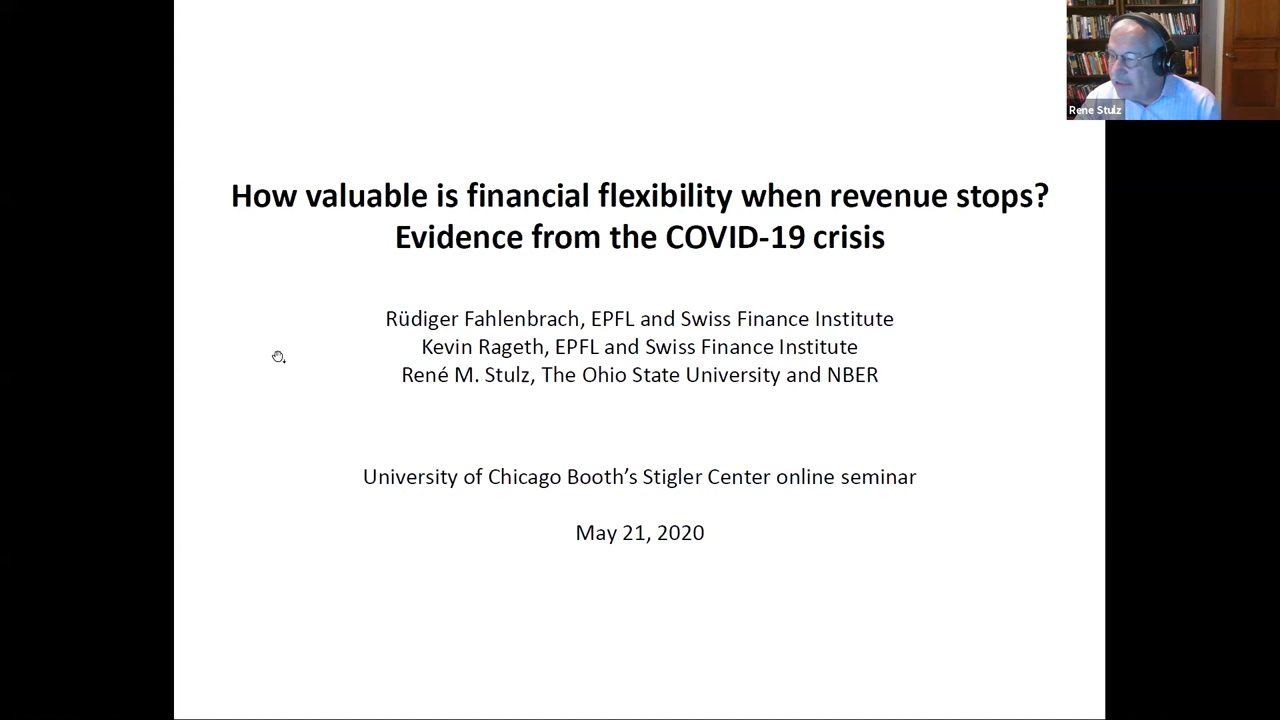 Rene Stulz
How valuable is financial flexibility when revenue stops?
Evidence from the COVID-19 crisis
Rüdiger Fahlenbrach, EPFL and Swiss Finance Institute
Kevin Rageth, EPFL and Swiss Finance Institute
René M. Stulz, The Ohio State University and NBER
University of Chicago Booth’s Stigler Center online seminar
May 21, 2020